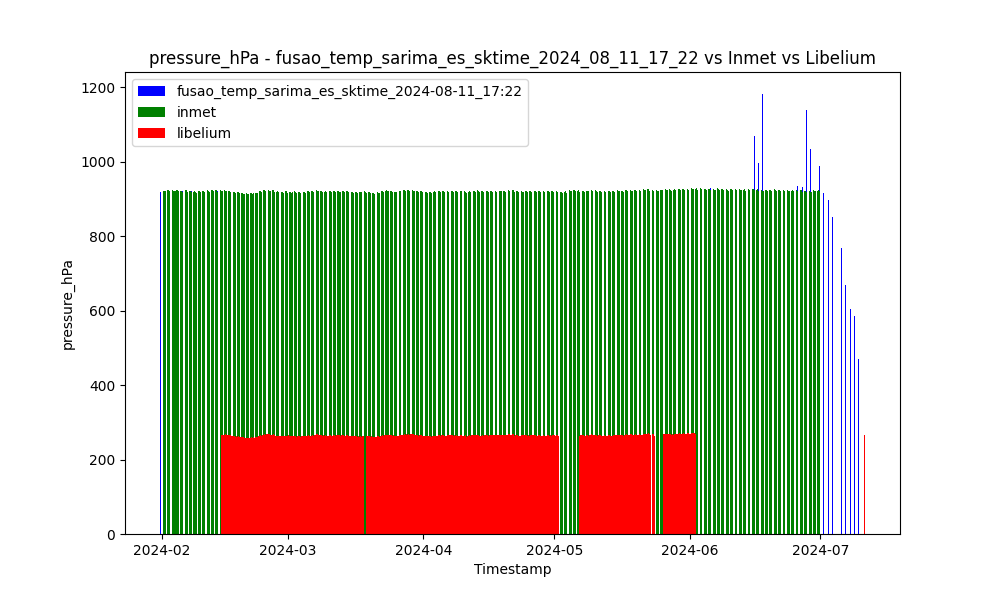 pressure_hPa - fusao_temp_sarima_es_sktime_2024_08_11_17_22 vs Inmet vs Libelium
fusao_temp_sarima_es_sktime_2024-08-11_17:22
inmet
libelium
1200
1000
800
600
400
200
0
pressure_hPa
2024-02 2024-03 2024-04 2024-05 2024-06 2024-07
Timestamp